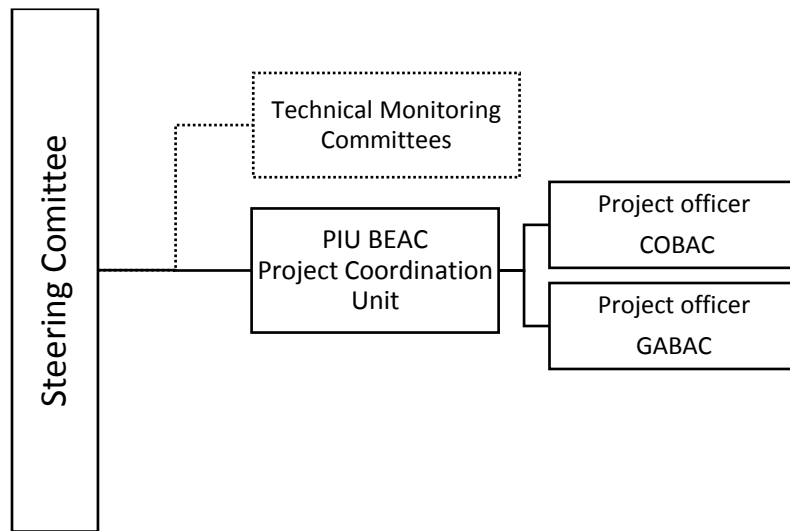 Steering Comittee
Technical Monitoring
Committees
PIU BEAC
Project Coordination
Unit
Project officer
COBAC
Project officer
GABAC